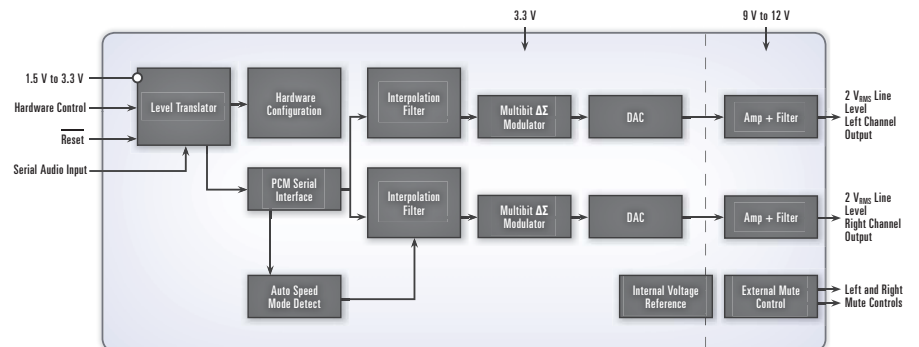 3.3 V
9 V to 12 V
1.5 V to 3.3 V
Hardware Control
Reset
Serial Audio Input
Level Translator
Hardware
Configuration
PCM Serial
Interface
Auto Speed
Mode Detect
Interpolation
Filter
Multibit ΔΣ
Modulator
DAC
Amp + Filter
2 VRMS Line
Level
Left Channel
Output
Interpolation
Filter
Multibit ΔΣ
Modulator
DAC
Amp + Filter
2 VRMS Line
Level
Right Channel
Output
Internal Voltage
Reference
External Mute
Control
Left and Right
Mute Controls